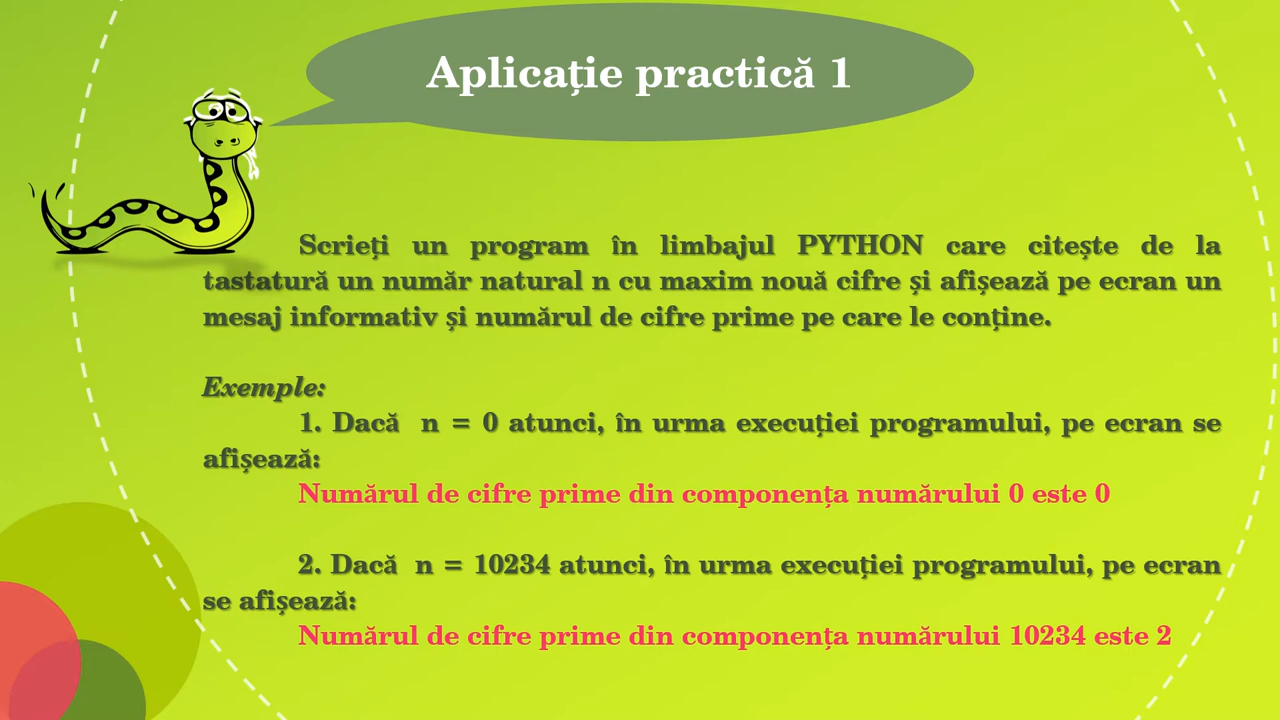 Aplicație practică 1
Scrieți un program în limbajul PYTHON care citește de la
tastatură un număr natural n cu maxim nouă cifre și afișează pe ecran un
mesaj informativ și numărul de cifre prime pe care le conține.
Exemple:
1. Dacă n = 0 atunci, în urma execuției programului, pe ecran se
afișează:
Numărul de cifre prime din componența numărului 0 este 0
2. Dacă n = 10234 atunci, în urma execuției programului, pe ecran
se afișează:
Numărul de cifre prime din componența numărului 10234 este 2